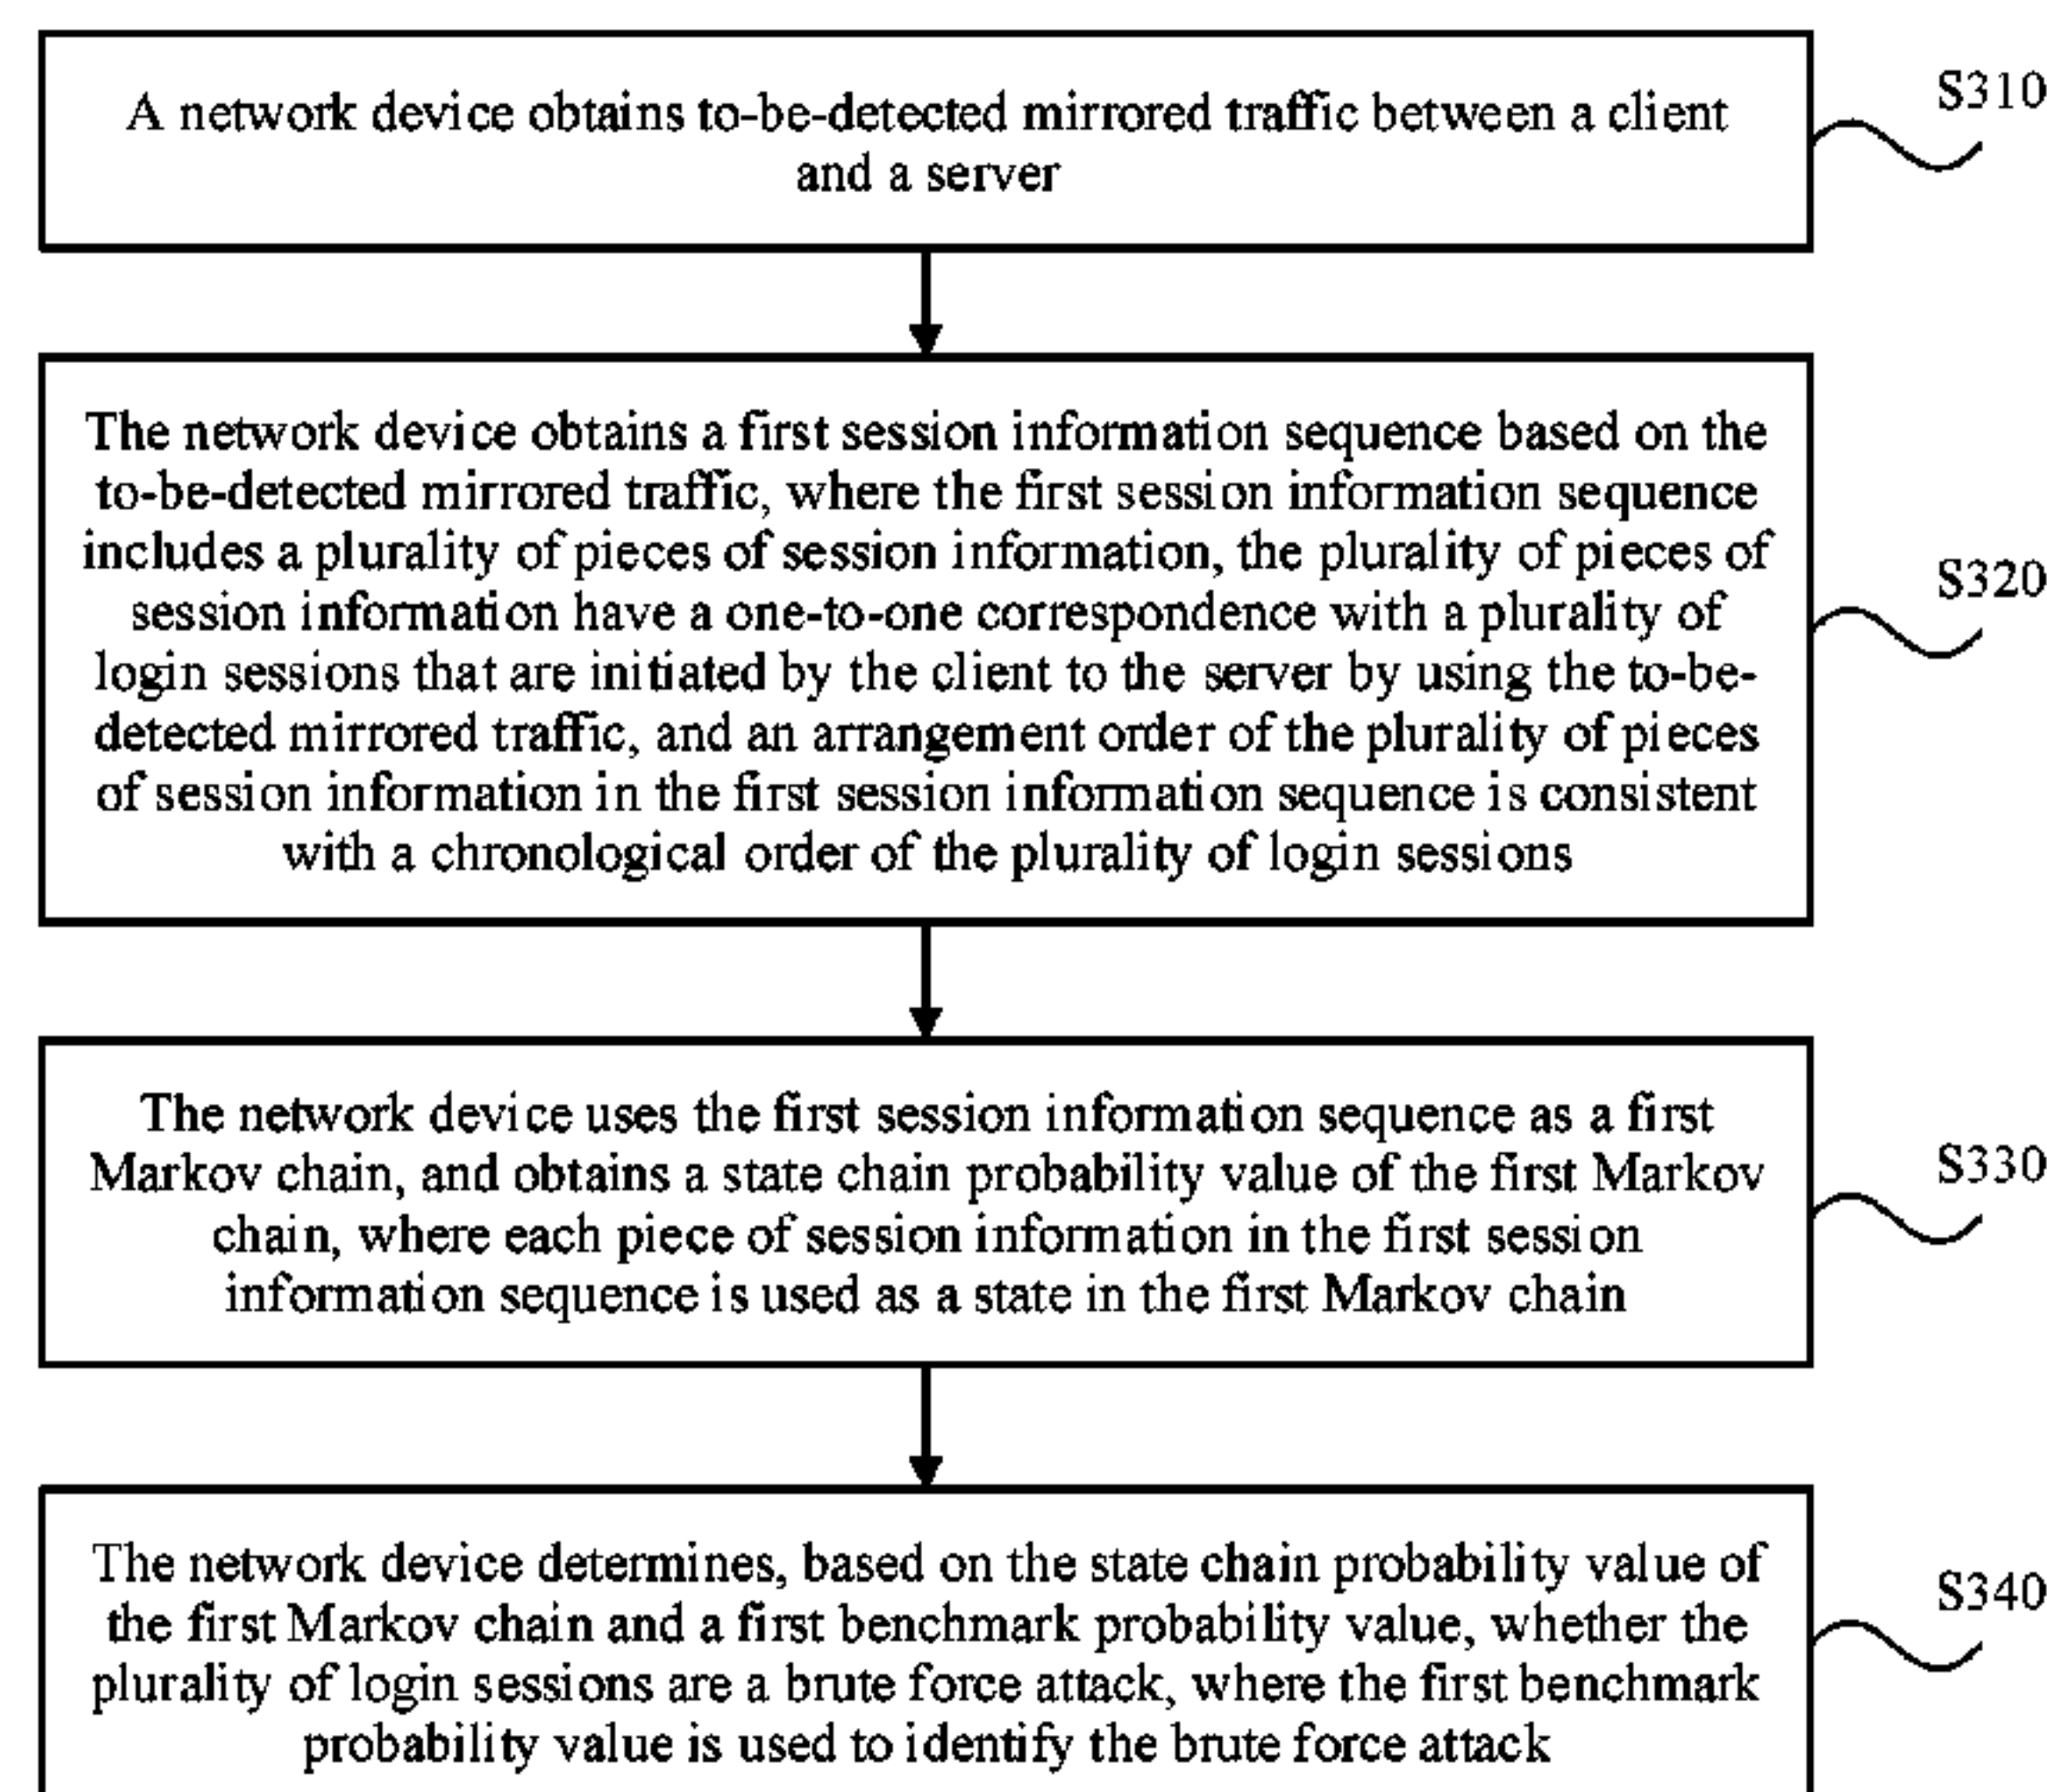 A network device obtains to-be-detected mirrored traffic between a client
and a server
S310
The network device obtains a first session information sequence based on the
to-be-detected mirrored traffic, where the first session information sequence
includes a plurality of pieces of session information, the plurality of pieces of
session information have a one-to-one correspondence with a plurality of
login sessions that are initiated by the client to the server by using the to-be-
detected mirrored traffic, and an arrangement order of the plurality of pieces
of session information in the first session information sequence is consistent
with a chronological order of the plurality of login sessions
S320
The network device uses the first session information sequence as a first
Markov chain, and obtains a state chain probability value of the first Markov
chain, where each piece of session information in the first session
information sequence is used as a state in the first Markov chain
S330
The network device determines, based on the state chain probability value of
the first Markov chain and a first benchmark probability value, whether the
plurality of login sessions are a brute force attack, where the first benchmark
probability value is used to identify the brute force attack
S340